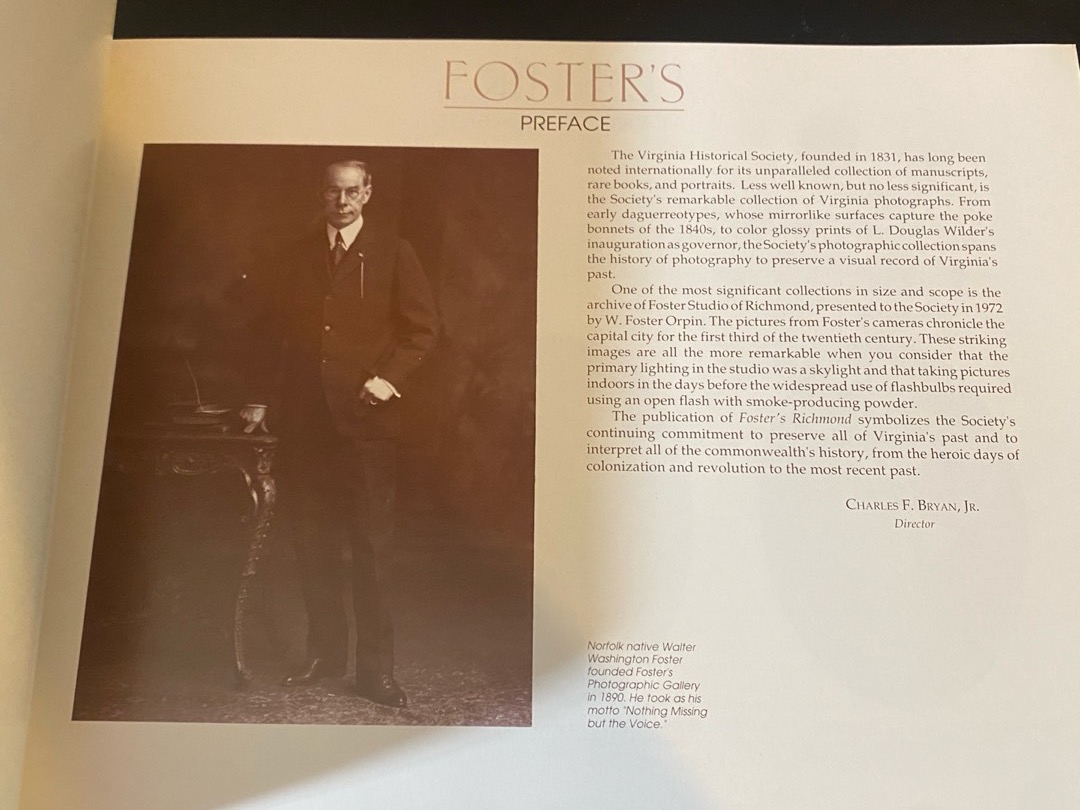 FOSTER'S
PREFACE
The Virginia Historical Society, founded in 1831, has long been
noted internationally for its unparalleled collection of manuscripts,
rare books, and portraits. Less well known, but no less significant, is
the Society's remarkable collection of Virginia photographs. From
early daguerreotypes, whose mirrorlike surfaces capture the poke
bonnets of the 1840s, to color glossy prints of L. Douglas Wilder's
inauguration as governor, the Society's photographic collection spans
the history of photography to preserve a visual record of Virginia's
past.
One of the most significant collections in size and scope is the
archive of Foster Studio of Richmond, presented to the Society in 1972
by W. Foster Orpin. The pictures from Foster's cameras chronicle the
capital city for the first third of the twentieth century. These striking
images are all the more remarkable when you consider that the
primary lighting in the studio was a skylight and that taking pictures
indoors in the days before the widespread use of flashbulbs required
using an open flash with smoke-producing powder.
The publication of Foster's Richmond symbolizes the Society's
continuing commitment to preserve all of Virginia's past and to
interpret all of the commonwealth's history, from the heroic days of
colonization and revolution to the most recent past.
CHARLES F. BRYAN, JR.
Director
Norfolk native Walter
Washington Foster
founded Foster's
Photographic Gallery
in 1890. He took as his
motto "Nothing Missing
but the Voice."